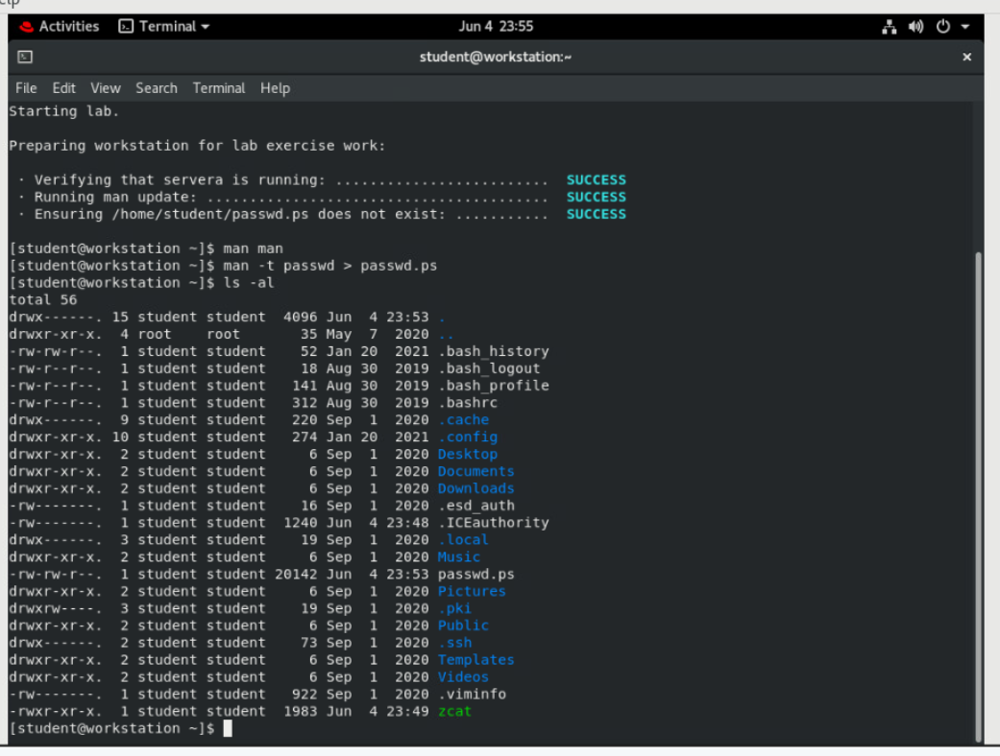 Activities Terminal Jun 4 23:55
student@workstation:~
File Edit View Search Terminal Help
Starting lab.
Preparing workstation for lab exercise work:
· Verifying that servera is running: ......................... SUCCESS
· Running man update: ........................................ SUCCESS
· Ensuring /home/student/passwd.ps does not exist: ........... SUCCESS
[student@workstation ~]$ man man
[student@workstation ~]$ man -t passwd > passwd.ps
[student@workstation ~]$ ls -al
total 56
drwx------. 15 student student 4096 Jun 4 23:53 .
drwxr-xr-x. 4 root root 35 May 7 2020 ..
-rw-rw-r--. 1 student student 52 Jan 20 2021 .bash_history
-rw-r--r--. 1 student student 18 Aug 30 2019 .bash_logout
-rw-r--r--. 1 student student 141 Aug 30 2019 .bash_profile
-rw-r--r--. 1 student student 312 Aug 30 2019 .bashrc
drwx------. 9 student student 220 Sep 1 2020 .cache
drwxr-xr-x. 10 student student 274 Jan 20 2021 .config
drwxr-xr-x. 2 student student 6 Sep 1 2020 Desktop
drwxr-xr-x. 2 student student 6 Sep 1 2020 Documents
drwxr-xr-x. 2 student student 6 Sep 1 2020 Downloads
-rw-------. 1 student student 16 Sep 1 2020 .esd_auth
-rw-------. 1 student student 1240 Jun 4 23:48 .ICEauthority
drwx------. 3 student student 19 Sep 1 2020 .local
drwxr-xr-x. 2 student student 6 Sep 1 2020 Music
-rw-rw-r--. 1 student student 20142 Jun 4 23:53 passwd.ps
drwxr-xr-x. 2 student student 6 Sep 1 2020 Pictures
drwxrw----. 3 student student 19 Sep 1 2020 .pki
drwxr-xr-x. 2 student student 6 Sep 1 2020 Public
drwx------. 2 student student 73 Sep 1 2020 .ssh
drwxr-xr-x. 2 student student 6 Sep 1 2020 Templates
drwxr-xr-x. 2 student student 6 Sep 1 2020 Videos
-rw-------. 1 student student 922 Sep 1 2020 .viminfo
-rwxr-xr-x. 1 student student 1983 Jun 4 23:49 zcat
[student@workstation ~]$